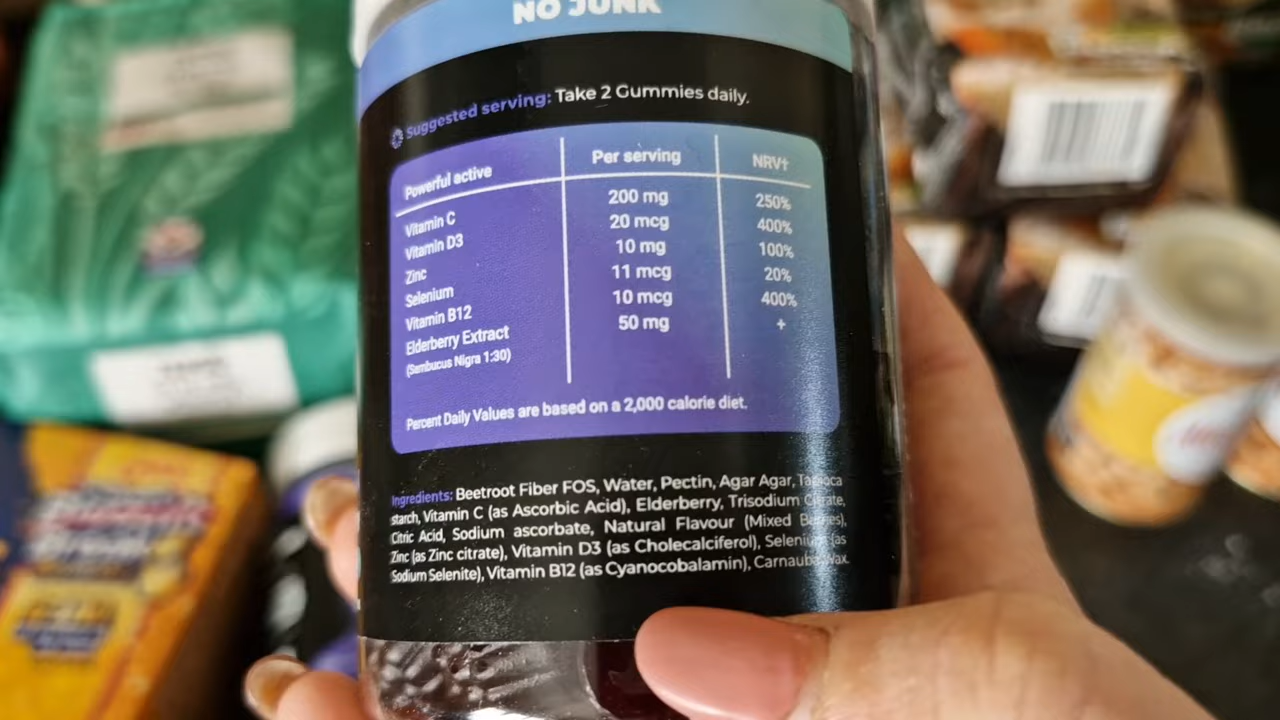 NO JUNK
Suggested serving: Take 2 Gummies daily.
Powerful active Per serving NRV†
Vitamin C 200 mg 250%
Vitamin D3 20 mcg 400%
Zinc 10 mg 100%
Selenium 11 mcg 20%
Vitamin B12 10 mcg 400%
Elderberry Extract 50 mg +
(Sambucus Nigra 1:30)
Percent Daily Values are based on a 2,000 calorie diet.
Ingredients: Beetroot Fiber FOS, Water, Pectin, Agar Agar, Tapioca
starch, Vitamin C (as Ascorbic Acid), Elderberry, Trisodium Citrate,
Citric Acid, Sodium ascorbate, Natural Flavour (Mixed Berries),
Zinc (as Zinc citrate), Vitamin D3 (as Cholecalciferol), Selenium (as
Sodium Selenite), Vitamin B12 (as Cyanocobalamin), Carnauba Wax.